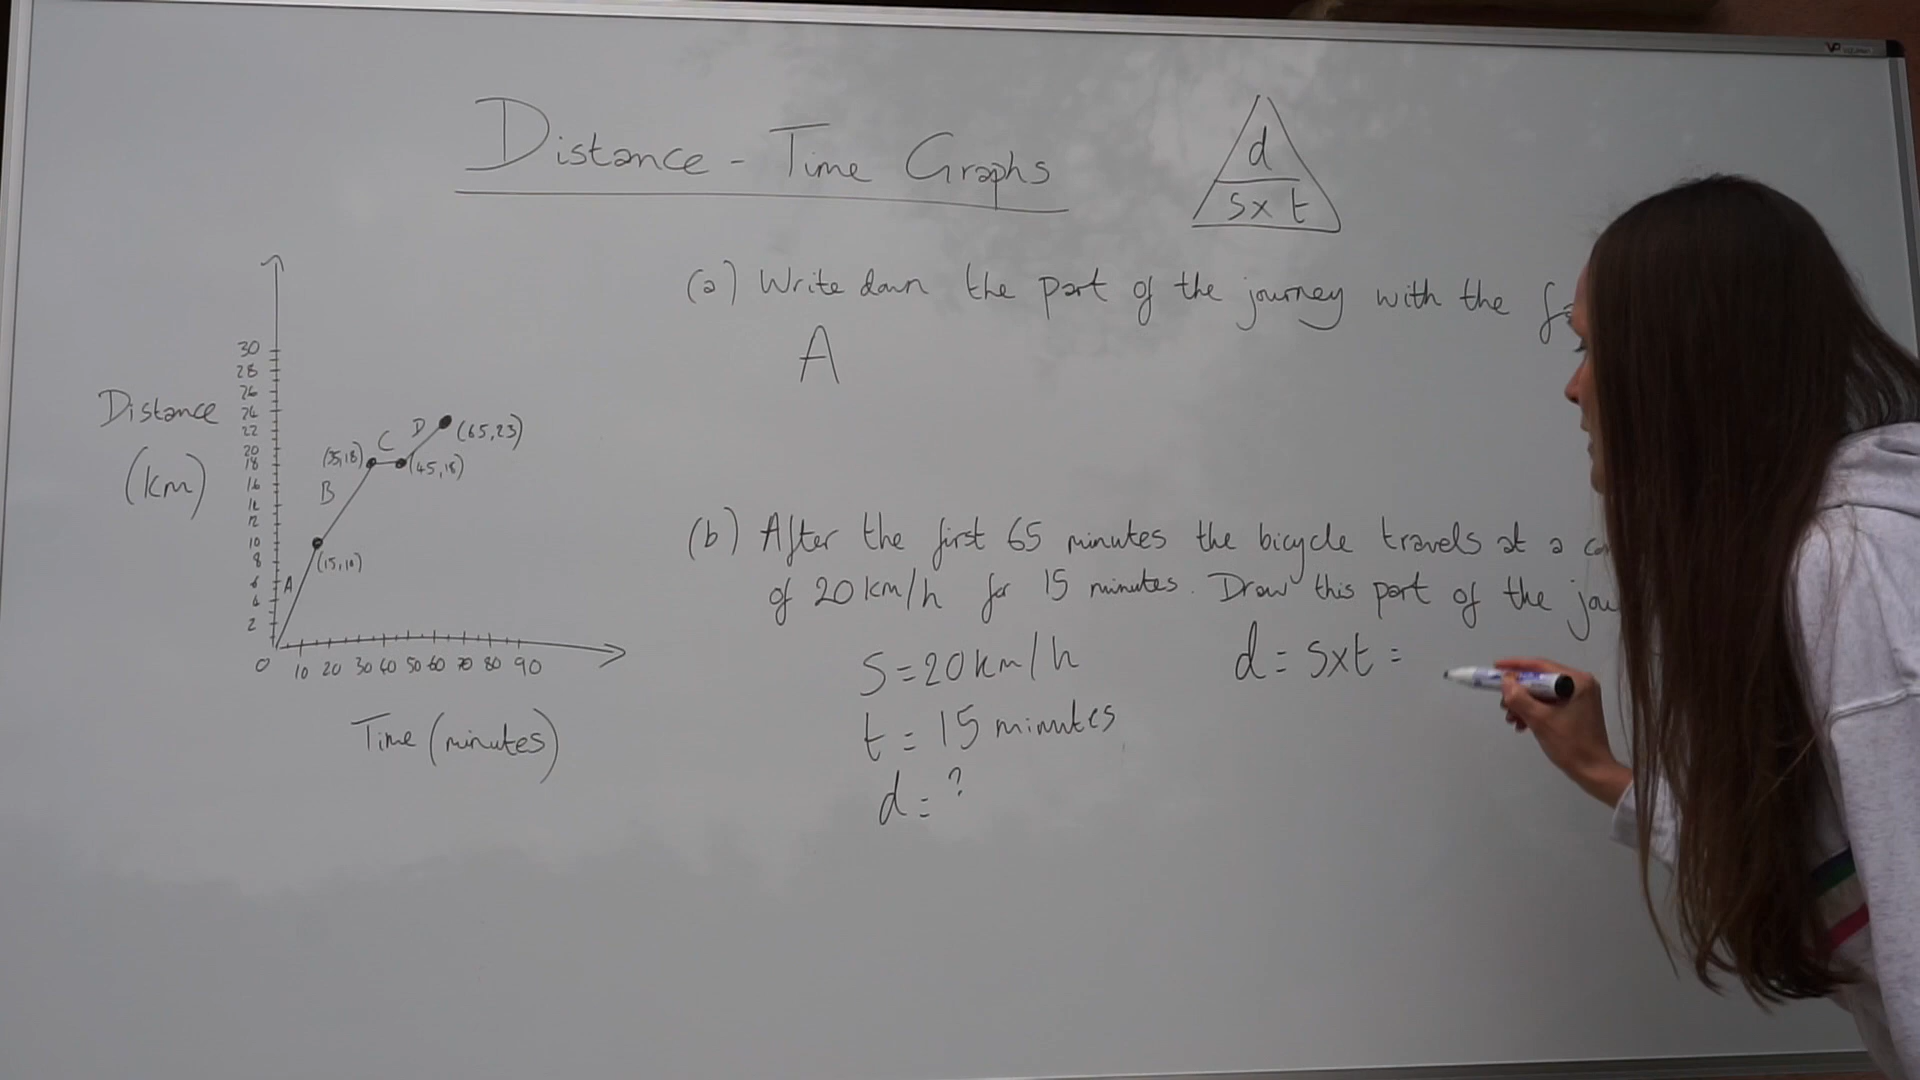 Distance - Time Graphs
d
s x t
(a) Write down the part of the journey with the
A
30
28
26
24
22
20
18
16
14
12
10
8
6
4
2
0
Distance
(km)
D
(65,23)
C
(35,18)
(45,18)
B
(15,10)
A
10 20 30 40 50 60 70 80 90
Time (minutes)
(b) After the first 65 minutes the bicycle travels at a
of 20 km/h for 15 minutes. Draw this part of the
s = 20 km/h
t = 15 minutes
d = ?
d = s x t =